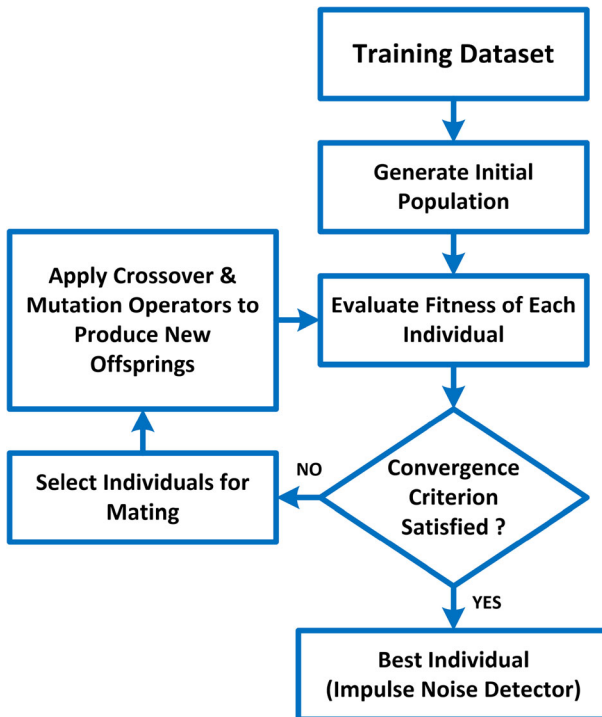 Training Dataset
Generate Initial
Population
Apply Crossover &
Mutation Operators to
Produce New
Offsprings
Evaluate Fitness of Each
Individual
Select Individuals for
Mating
NO
Convergence
Criterion
Satisfied ?
YES
Best Individual
(Impulse Noise Detector)